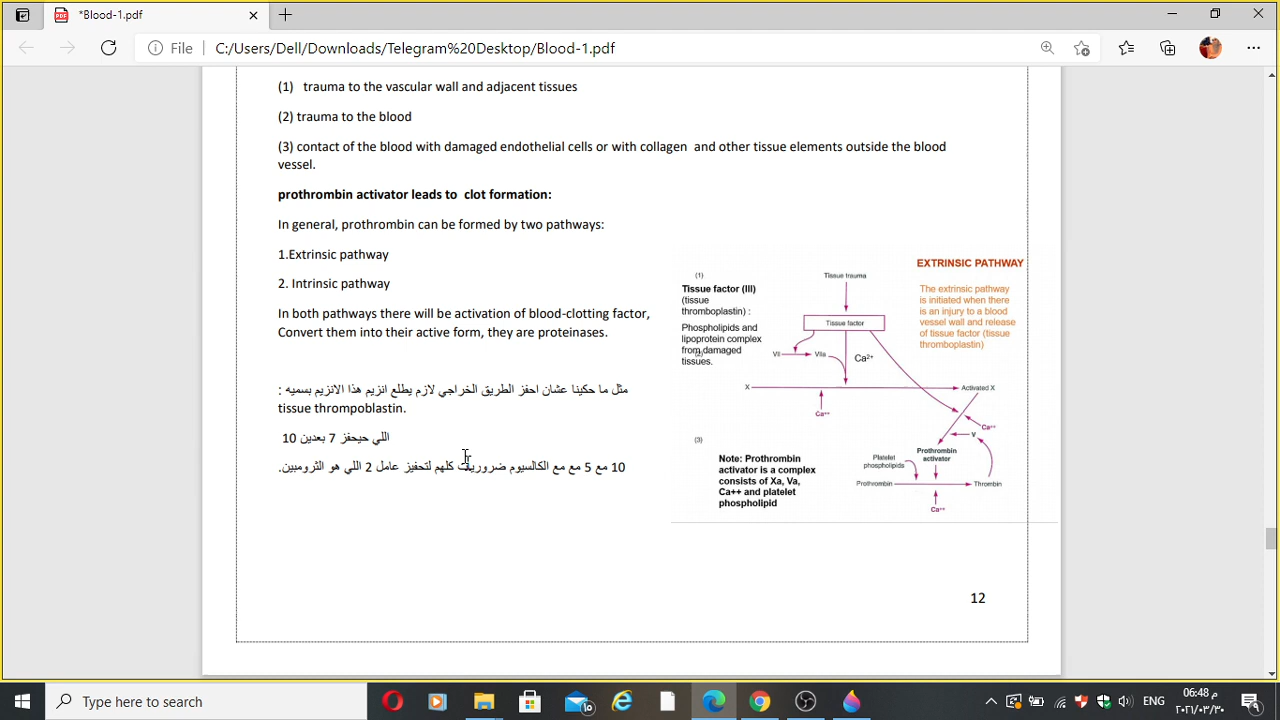 *Blood-1.pdf
File
C:/Users/Dell/Downloads/Telegram%20Desktop/Blood-1.pdf
(1) trauma to the vascular wall and adjacent tissues
(2) trauma to the blood
(3) contact of the blood with damaged endothelial cells or with collagen and other tissue elements outside the blood
vessel.
prothrombin activator leads to clot formation:
In general, prothrombin can be formed by two pathways:
1.Extrinsic pathway
2. Intrinsic pathway
In both pathways there will be activation of blood-clotting factor,
Convert them into their active form, they are proteinases.
مثل ما حكينا عشان احفز الطريق الخراجي لازم يطلع انزيم هذا الانزيم بسميه :
tissue thrompoblastin.
اللي حيحفز 7 بعدين 10
10 مع 5 مع مع الكالسيوم ضروريات كلهم لتحفيز عامل 2 اللي هو الثرومبين.
EXTRINSIC PATHWAY
The extrinsic pathway
is initiated when there
is an injury to a blood
vessel wall and release
of tissue factor (tissue
thromboplastin)
(1)
Tissue factor (III)
(tissue
thromboplastin) :
Phospholipids and
lipoprotein complex
from damaged
tissues.
Tissue trauma
Tissue factor
VII
VIIa
Ca²⁺
X
Activated X
Ca++
Ca++
V
(3)
Note: Prothrombin
activator is a complex
consists of Xa, Va,
Ca++ and platelet
phospholipid
Prothrombin
activator
Platelet
phospholipids
Prothrombin
Thrombin
Ca++
12
Type here to search
ENG
06:48 م
٢٠٢١/٠٣/٣٠